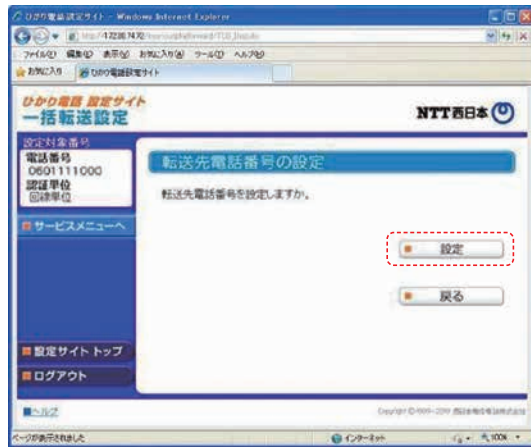 ひかり電話設定サイト - Windows Internet Explorer
ファイル(F) 編集(E) 表示(V) お気に入り(A) ツール(T) ヘルプ(H)
お気に入り ひかり電話設定サイト
ひかり電話 設定サイト
一括転送設定
NTT西日本
設定対象番号
電話番号
0601111000
認証単位
回線単位
サービスメニューへ
設定サイト トップ
ログアウト
転送先電話番号の設定
転送先電話番号を設定しますか。
設定
戻る
ヘルプ
ページが表示されました
インターネット
100%